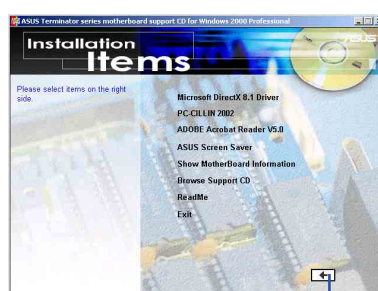 ASUS Terminator series motherboard support CD for Windows 2000 Professional
Installation
Items
ASUS
Please select items on the right
side.
Microsoft DirectX 8.1 Driver
PC-CILLIN 2002
ADOBE Acrobat Reader V5.0
ASUS Screen Saver
Show MotherBoard Information
Browse Support CD
ReadMe
Exit